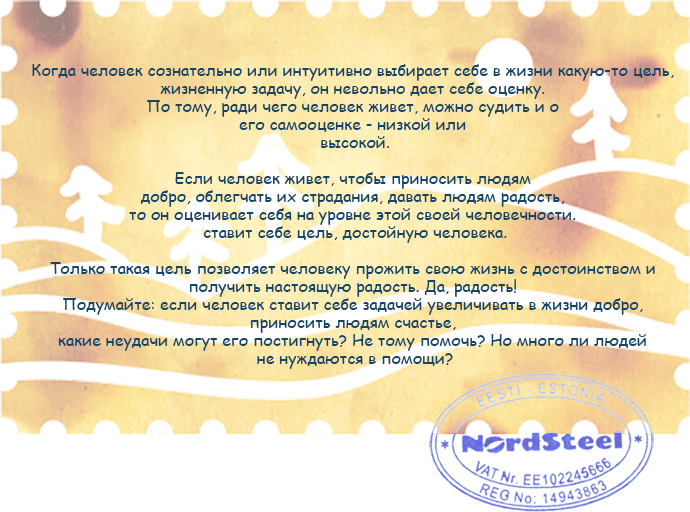 Когда человек сознательно или интуитивно выбирает себе в жизни какую-то цель,
жизненную задачу, он невольно дает себе оценку.
По тому, ради чего человек живет, можно судить и о
его самооценке - низкой или
высокой.
Если человек живет, чтобы приносить людям
добро, облегчать их страдания, давать людям радость,
то он оценивает себя на уровне этой своей человечности.
ставит себе цель, достойную человека.
Только такая цель позволяет человеку прожить свою жизнь с достоинством и
получить настоящую радость. Да, радость!
Подумайте: если человек ставит себе задачей увеличивать в жизни добро,
приносить людям счастье,
какие неудачи могут его постигнуть? Не тому помочь? Но много ли людей
не нуждаются в помощи?
EESTI - ESTONIA
* NordSteel *
VAT Nr. EE102245666
REG No: 14943863